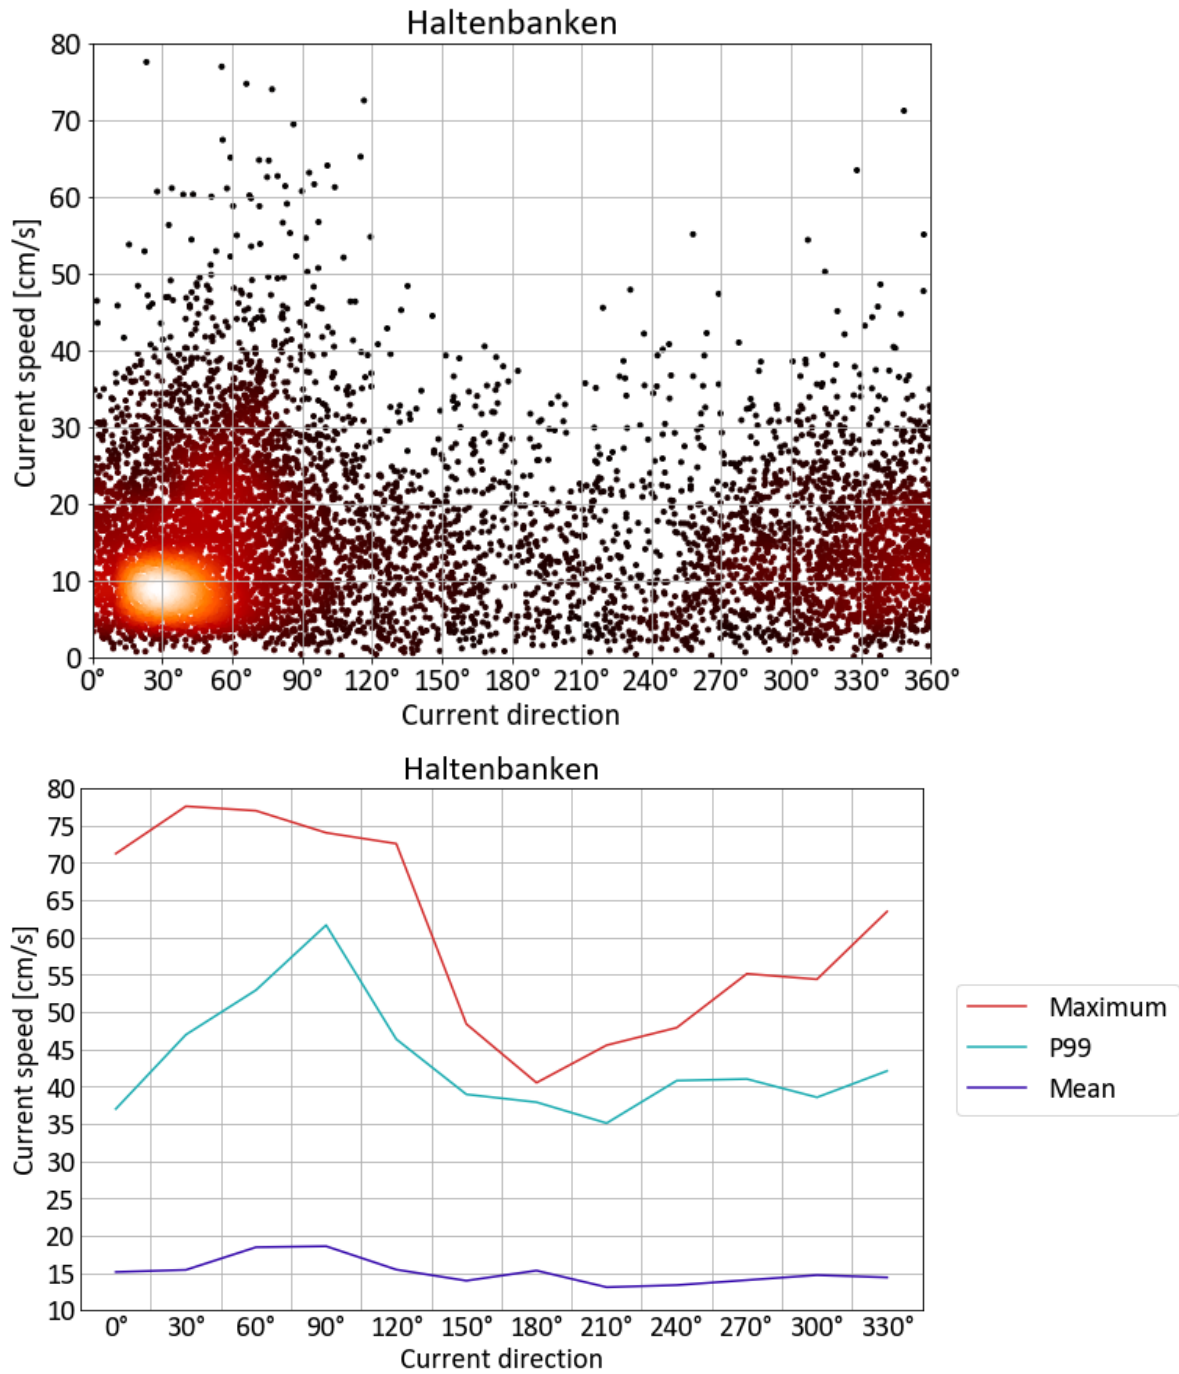 Haltenbanken
80
70
60
50
40
30
20
10
0
Current speed [cm/s]
0° 30° 60° 90° 120° 150° 180° 210° 240° 270° 300° 330° 360°
Current direction
Haltenbanken
80
75
70
65
60
55
50
45
40
35
30
25
20
15
10
Current speed [cm/s]
0° 30° 60° 90° 120° 150° 180° 210° 240° 270° 300° 330°
Current direction
Maximum
P99
Mean